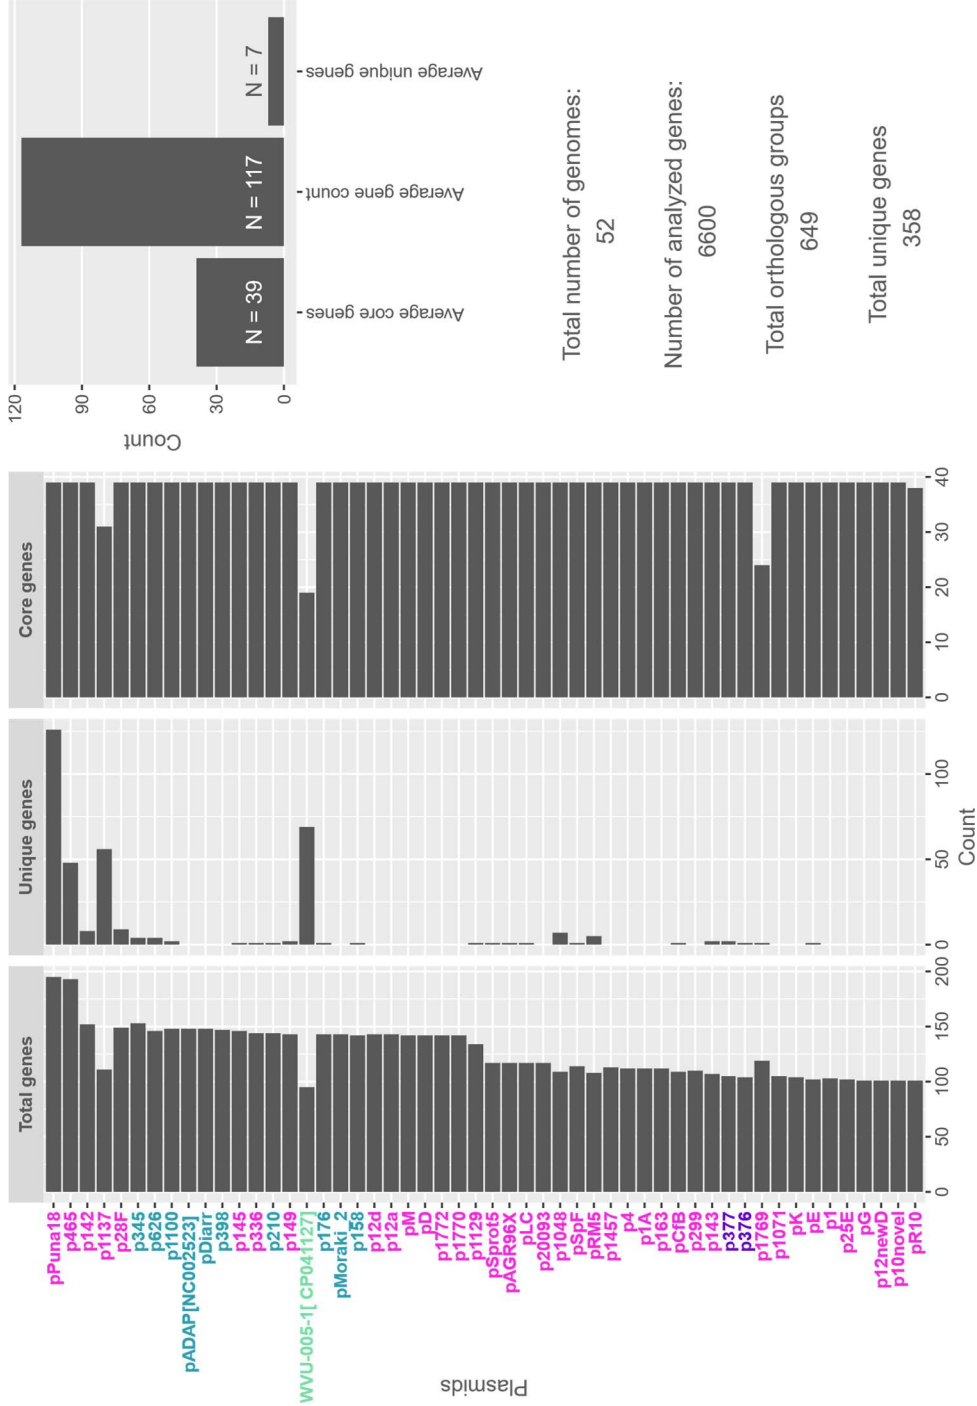 Total genes
Unique genes
Core genes
Plasmids
pPuna18
p465
p142
p1137
p28F
p345
p626
p1100
pADAP[NC002523]
pDiarr
p398
p145
p336
p210
p149
WVU-005-1[ CP041127]
p176
pMoraki_2
p158
p12d
p12a
pM
pD
p1772
p1770
p1129
pSprot5
pAGR96X
pLC
p20093
p1048
pSpF
pRM5
p1457
p4
p1A
p163
pCfB
p299
p143
p377
p376
p1769
p1071
pK
pE
p1
p25E
pG
p12newD
p10novel
pR10
0 50 100 150 200
0 50 100
0 10 20 30 40
Count
Count
120
90
60
30
0
N = 39
N = 117
N = 7
Average core genes
Average gene count
Average unique genes
Total number of genomes:
52
Number of analyzed genes:
6600
Total orthologous groups
649
Total unique genes
358